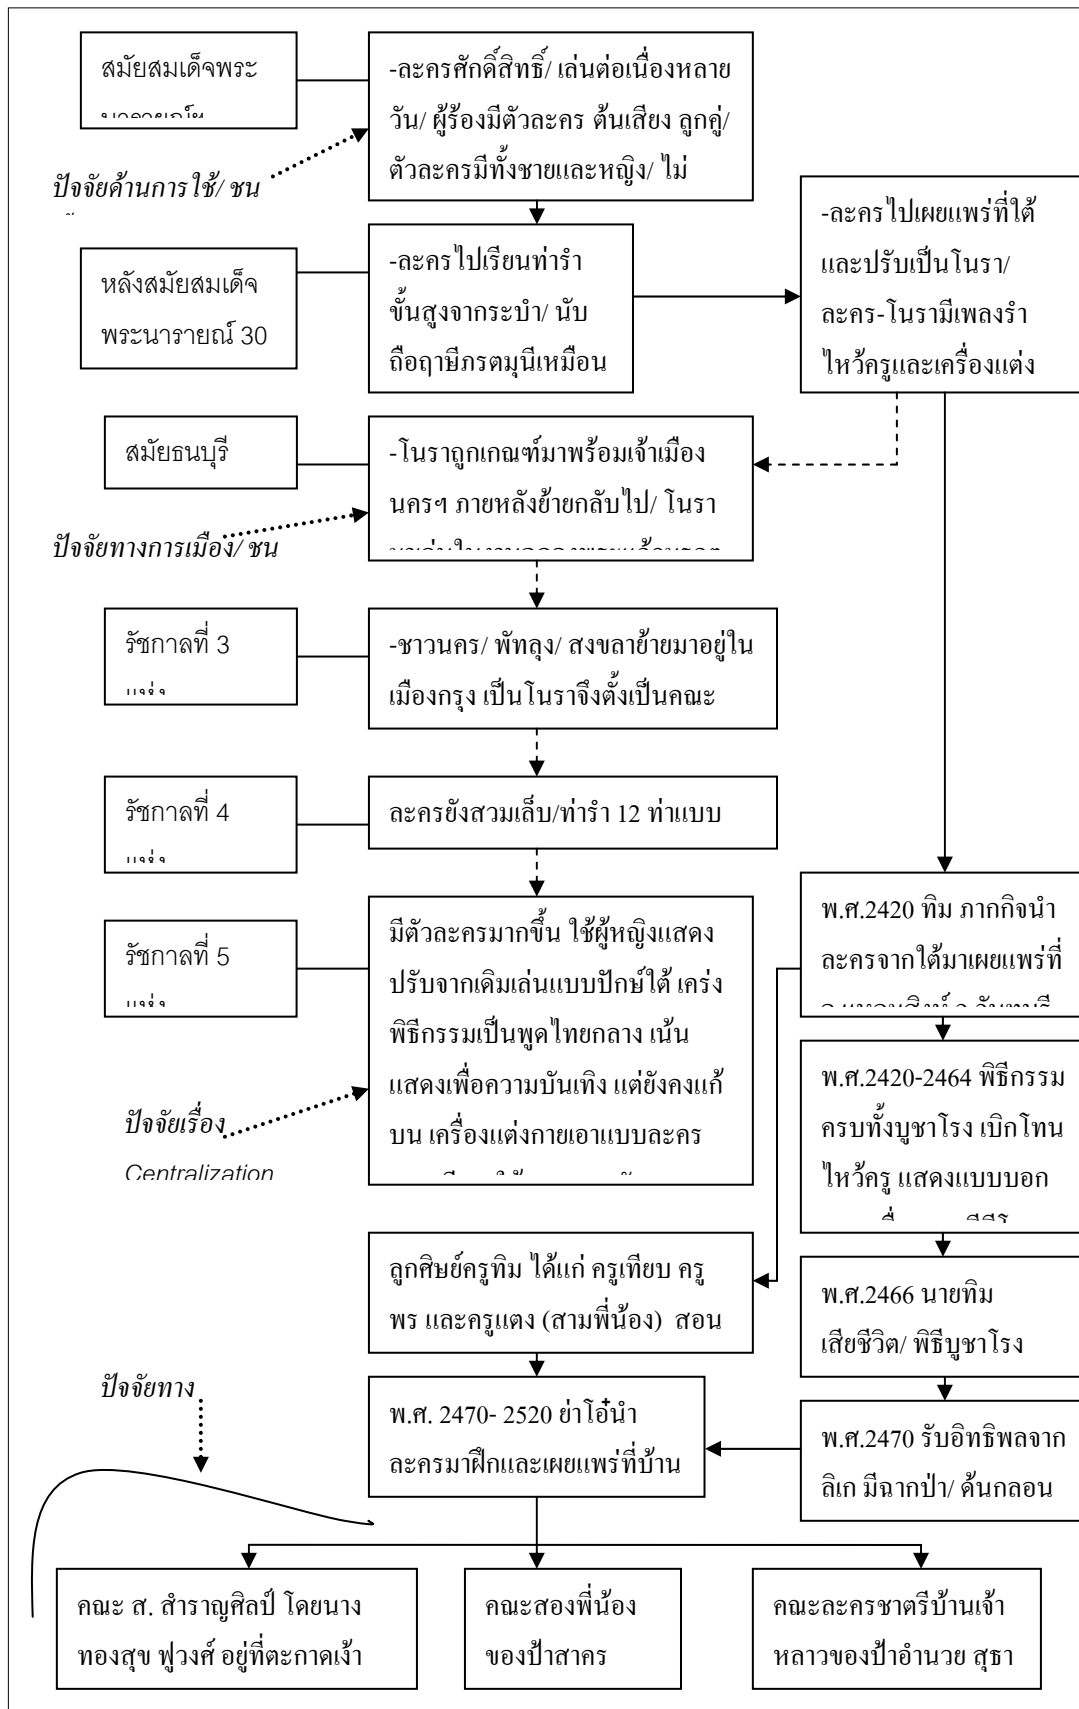 สมัยสมเด็จพระ
-ละครศักดิ์สิทธิ์/ เล่นต่อเนื่องหลาย
วัน/ ผู้ร้องมีตัวละคร ต้นเสียง ลูกคู่/
ตัวละครมีทั้งชายและหญิง/ ไม่
ปัจจัยด้านการใช้/ ชน
-ละครไปเผยแพร่ที่ใต้
และปรับเป็นโนรา/
ละคร-โนรามีเพลงรำ
ไหว้ครูและเครื่องแต่ง
หลังสมัยสมเด็จ
พระนารายณ์ 30
-ละครไปเรียนท่ารำ
ขั้นสูงจากระบำ/ นับ
ถือฤาษีภรตมุนีเหมือน
สมัยธนบุรี
-โนราถูกเกณฑ์มาพร้อมเจ้าเมือง
นครฯ ภายหลังย้ายกลับไป/ โนรา
ปัจจัยทางการเมือง/ ชน
รัชกาลที่ 3
แห่ง
-ชาวนคร/ พัทลุง/ สงขลาย้ายมาอยู่ใน
เมืองกรุง เป็นโนราจึงตั้งเป็นคณะ
รัชกาลที่ 4
แห่ง
ละครยังสวมเล็บ/ท่ารำ 12 ท่าแบบ
รัชกาลที่ 5
แห่ง
มีตัวละครมากขึ้น ใช้ผู้หญิงแสดง
ปรับจากเดิมเล่นแบบปักษ์ใต้ เคร่ง
พิธีกรรมเป็นพูดไทยกลาง เน้น
แสดงเพื่อความบันเทิง แต่ยังคงแก้
บน เครื่องแต่งกายเอาแบบละคร
พ.ศ.2420 ทิม ภากกิจนำ
ละครจากใต้มาเผยแพร่ที่
ปัจจัยเรื่อง
Centralization
พ.ศ.2420-2464 พิธีกรรม
ครบทั้งบูชาโรง เบิกโทน
ไหว้ครู แสดงแบบบอก
ลูกศิษย์ครูทิม ได้แก่ ครูเทียบ ครู
พร และครูแตง (สามพี่น้อง) สอน
พ.ศ.2466 นายทิม
เสียชีวิต/ พิธีบูชาโรง
ปัจจัยทาง
พ.ศ. 2470- 2520 ย่าโอ๋นำ
ละครมาฝึกและเผยแพร่ที่บ้าน
พ.ศ.2470 รับอิทธิพลจาก
ลิเก มีฉากป่า/ ด้นกลอน
คณะ ส. สำราญศิลป์ โดยนาง
ทองสุข ฟูวงศ์ อยู่ที่ตะกาดเง้า
คณะสองพี่น้อง
ของป้าสาคร
คณะละครชาตรีบ้านเจ้า
หลาวของป้าอำนวย สุธา